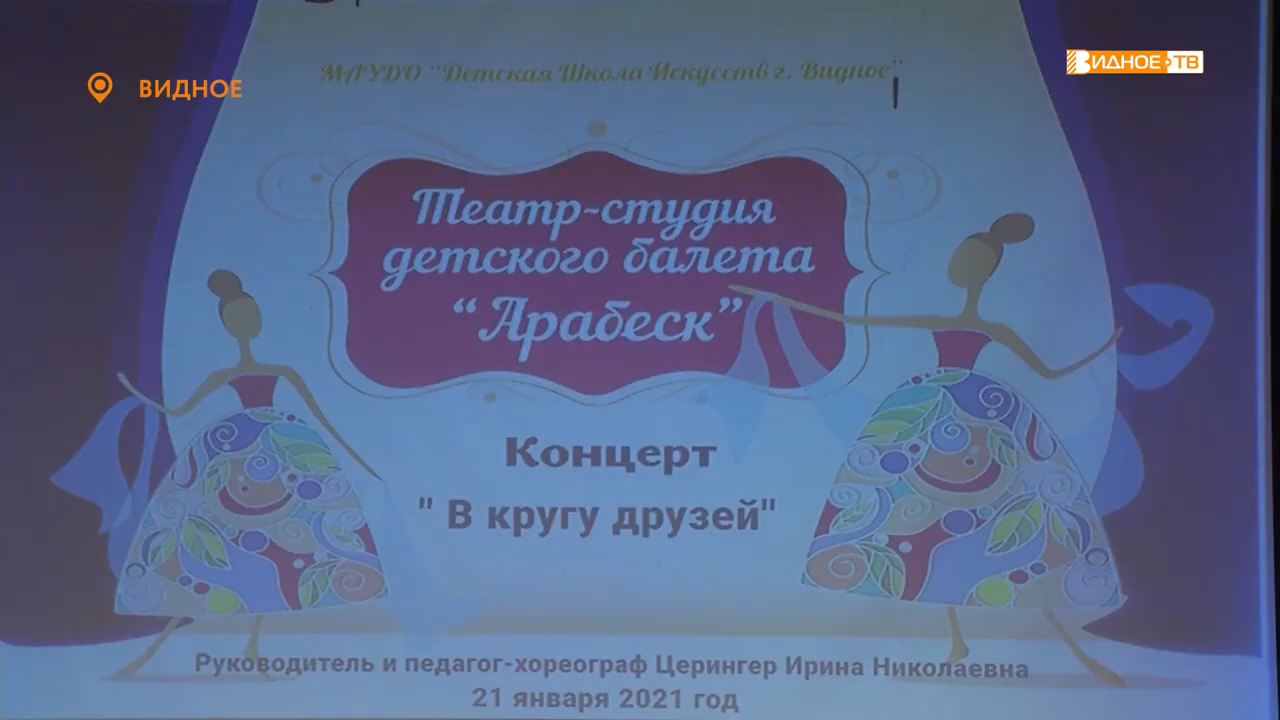 МАУДО "Детская Школа Искусств г. Видное"
ВИДНОЕ
ВИДНОЕ ТВ
Театр-студия
детского балета
“Арабеск”
Концерт
" В кругу друзей"
Руководитель и педагог-хореограф Церингер Ирина Николаевна
21 января 2021 год